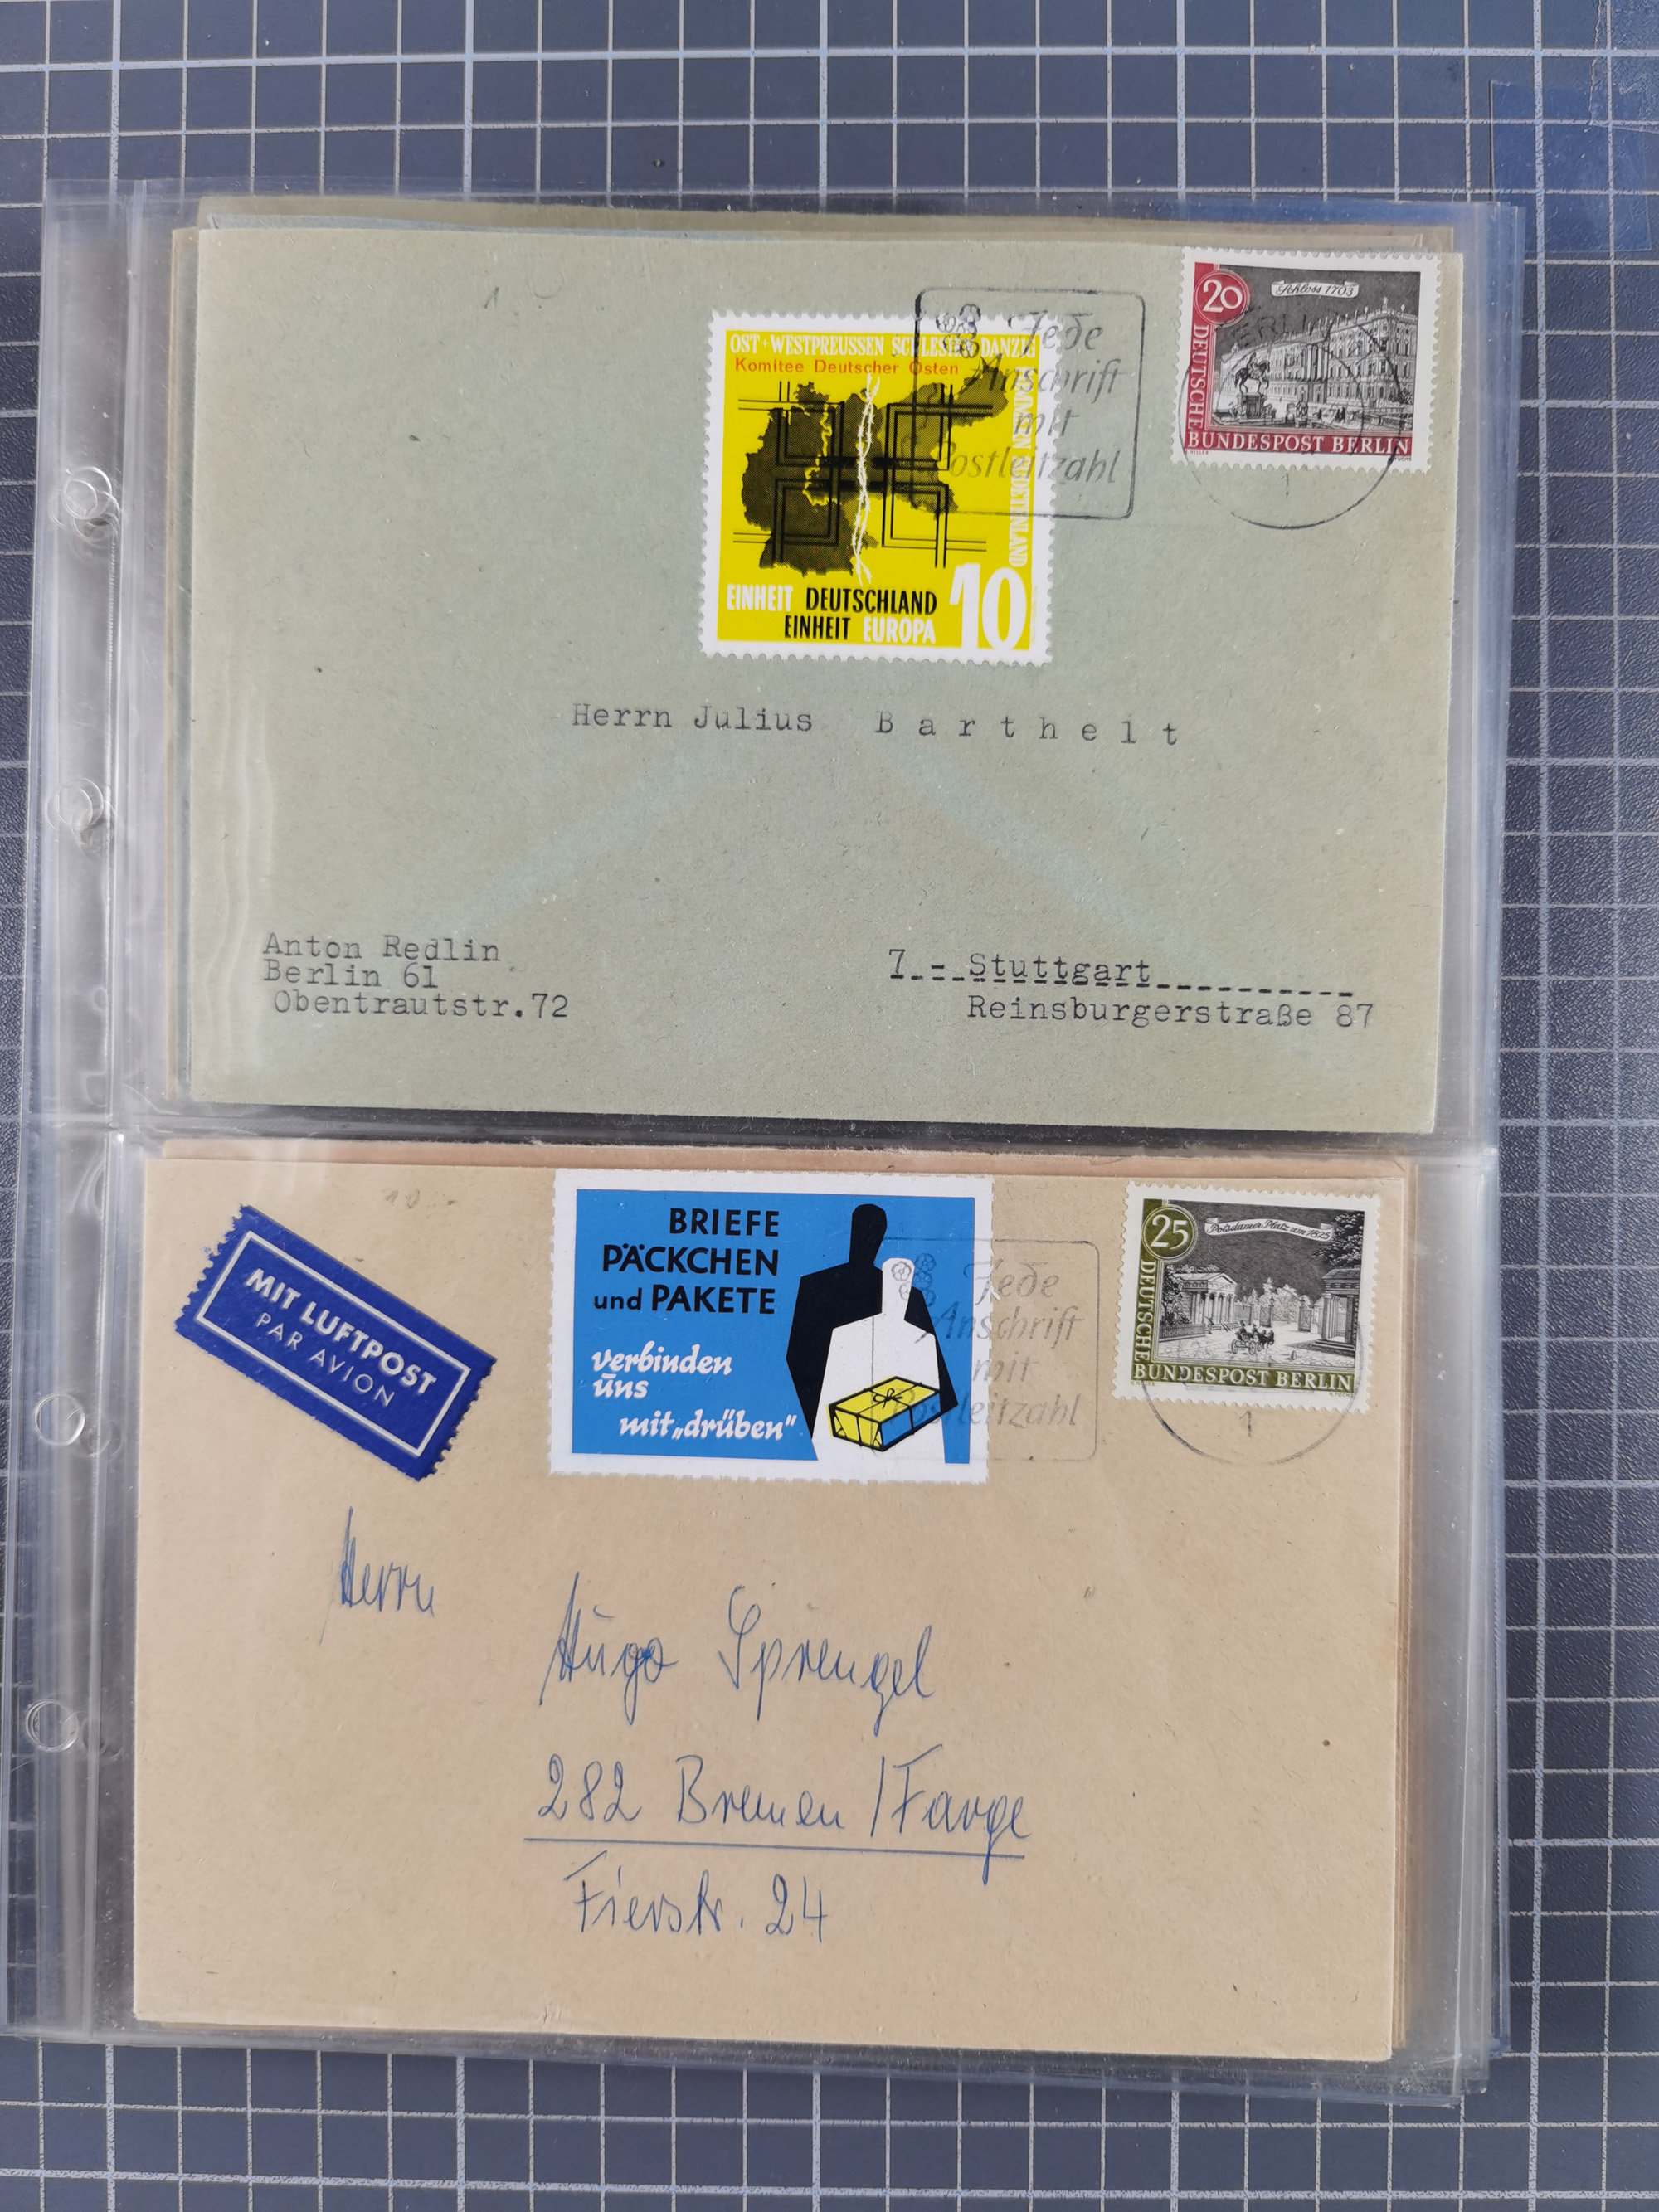 OST + WESTPREUSSEN SCHLESIEN DANZIG
Komitee Deutscher Osten
POMMERN SUDETENLAND
EINHEIT DEUTSCHLAND
EINHEIT EUROPA
10
Jede
Anschrift
mit
Postleitzahl
20
Schloss 1703
DEUTSCHE
BUNDESPOST BERLIN
BERLIN
1
Herrn Julius B a r t h e l t
Anton Redlin
Berlin 61
Obentrautstr.72
7 - Stuttgart
Reinsburgerstraße 87
MIT LUFTPOST
PAR AVION
BRIEFE
PÄCKCHEN
und PAKETE
verbinden
uns
mit „drüben"
Jede
Anschrift
mit
Postleitzahl
25
Potsdamer Platz um 1825
DEUTSCHE
BUNDESPOST BERLIN
1
Herrn
Hugo Sprengel
282 Bremen / Farge
Fierstr. 24